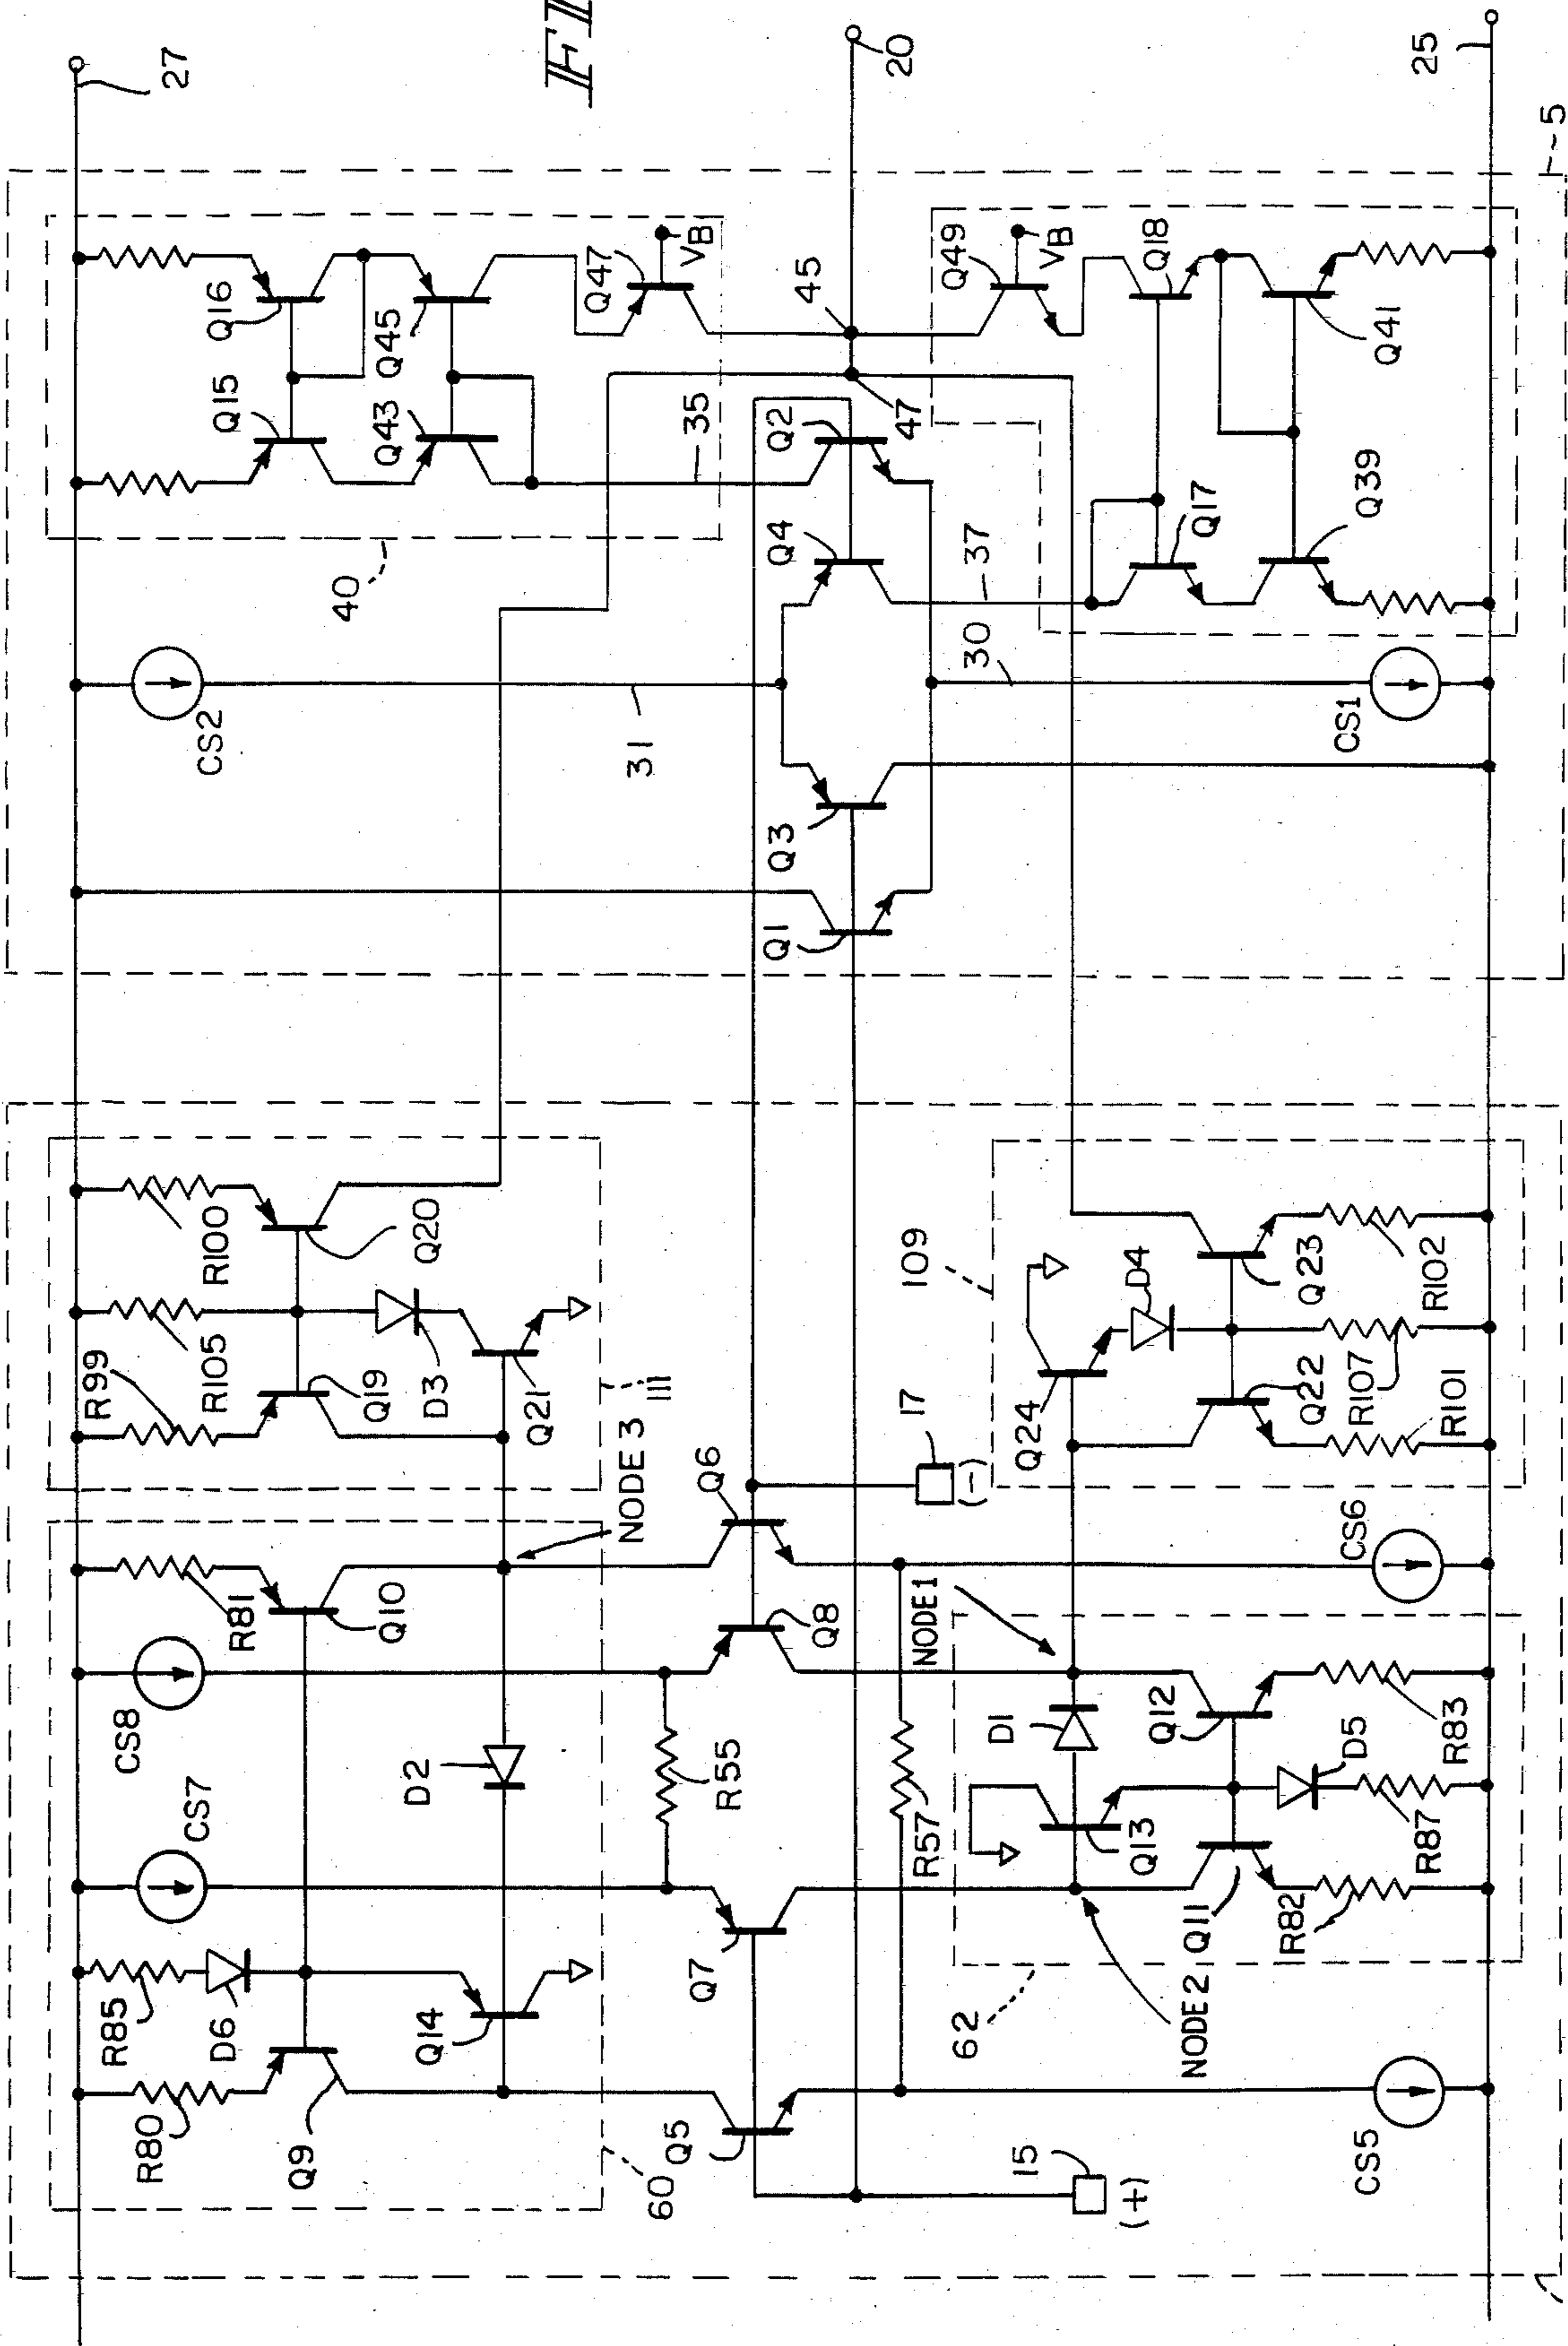 FI
27
20
25
5
Q16
Q15
Q45
Q43
Q47
VB
40
35
45
47
Q2
Q4
Q49
VB
Q18
Q41
Q17
Q39
37
30
CS2
31
CS1
Q3
Q1
R100
R105
R99
Q20
Q19
D3
Q21
111
109
D4
Q24
Q23
Q22
R102
R107
R101
17
(-)
NODE 3
Q6
R81
Q10
Q8
NODE1
CS6
CS8
D2
R55
R57
CS7
D1
Q12
Q13
Q11
D5
R83
R87
R82
R85
D6
Q14
Q7
62
NODE2
R80
Q9
60
Q5
15
(+)
CS5